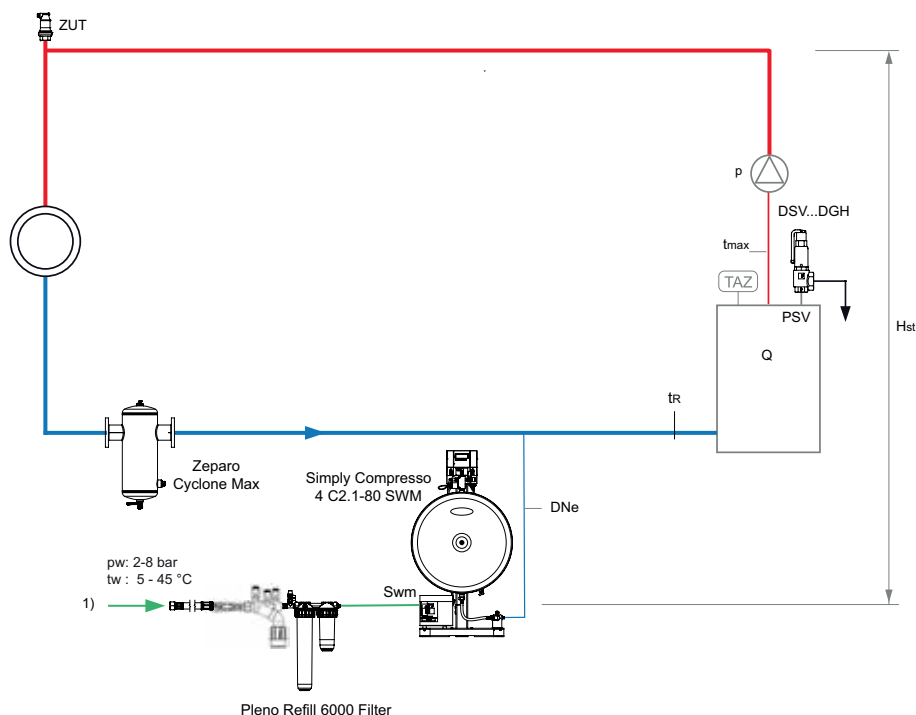 ZUT
p
DSV...DGH
tmax
TAZ
PSV
Hst
Q
tR
Zeparo
Cyclone Max
Simply Compresso
4 C2.1-80 SWM
DNe
pw: 2-8 bar
tw : 5 - 45 °C
Swm
1)
Pleno Refill 6000 Filter